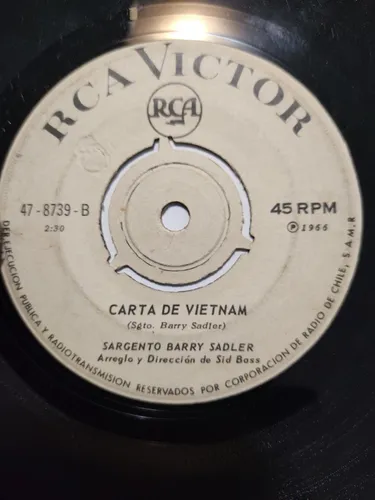 RCA VICTOR
RCA
47-8739-B
2:30
45 RPM
℗ 1966
CARTA DE VIETNAM
(Sgto. Barry Sadler)
SARGENTO BARRY SADLER
Arreglo y Dirección de Sid Bass
EJECUCION PUBLICA Y RADIOTRANSMISION RESERVADOS POR CORPORACION DE RADIO DE CHILE, S.A.M.R.